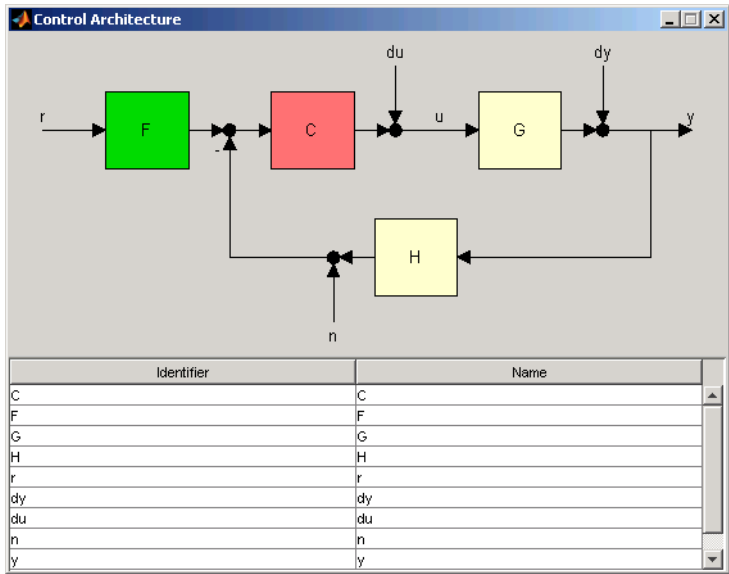 Control Architecture
du
dy
r
F
C
u
G
y
-
H
n
Identifier Name
C C
F F
G G
H H
r r
dy dy
du du
n n
y y